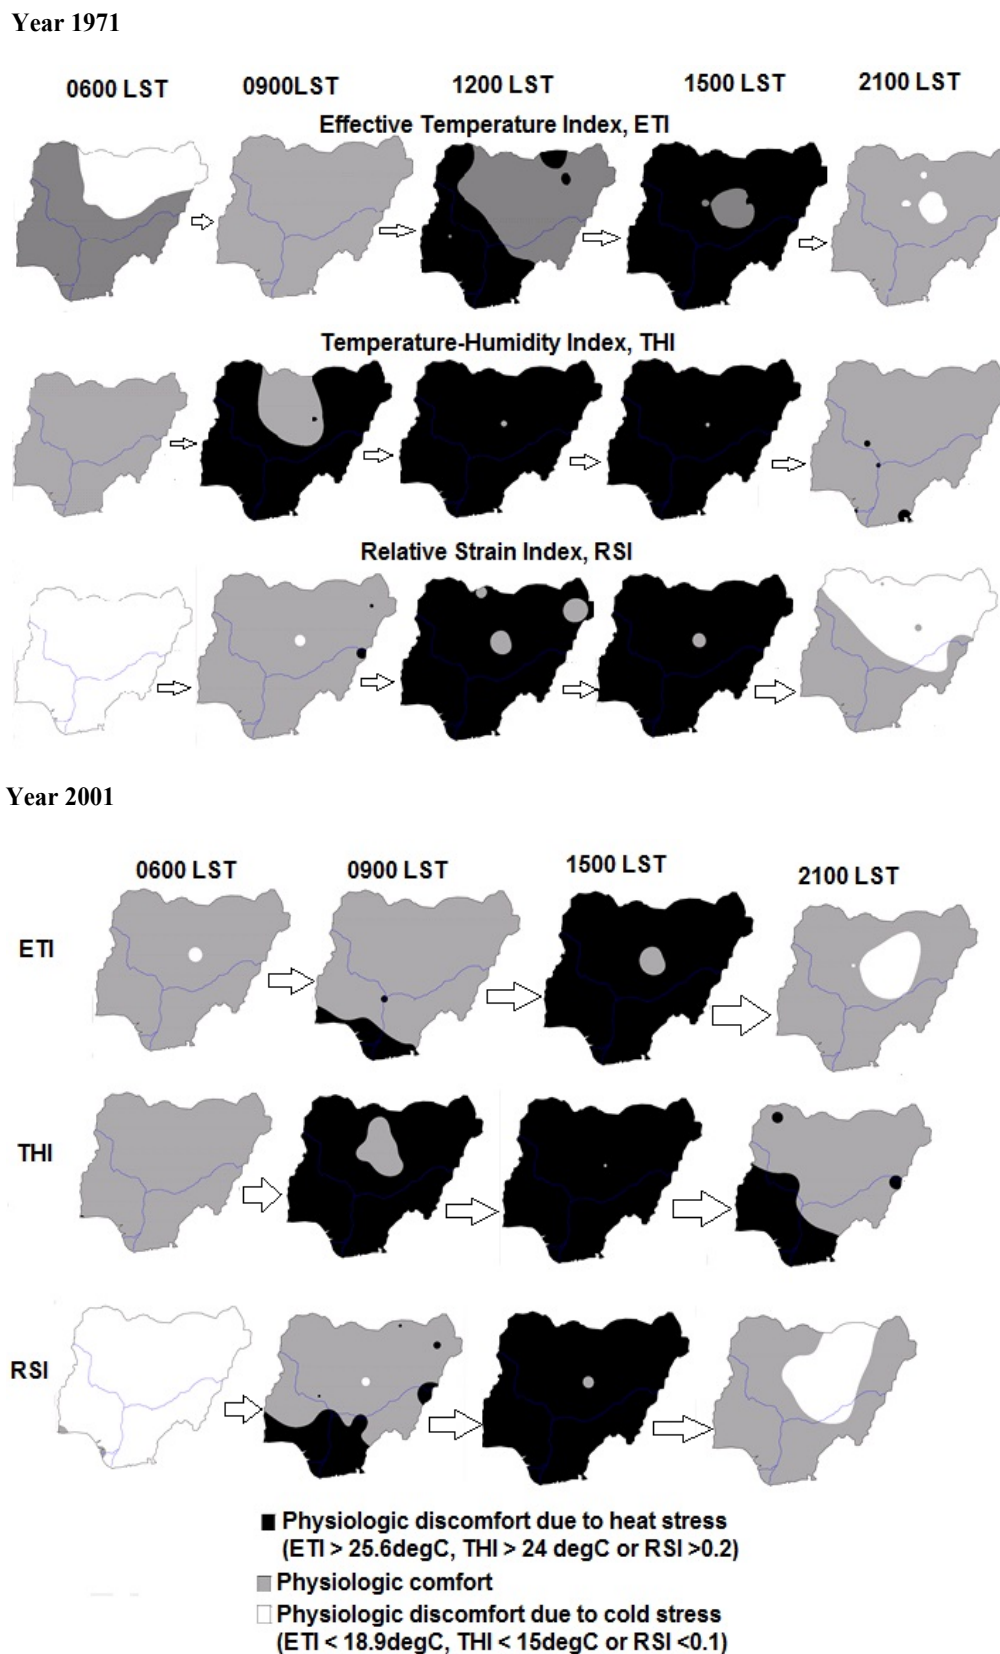 Year 1971
0600 LST 0900LST 1200 LST 1500 LST 2100 LST
Effective Temperature Index, ETI
Temperature-Humidity Index, THI
Relative Strain Index, RSI
Year 2001
0600 LST 0900 LST 1500 LST 2100 LST
ETI
THI
RSI
Physiologic discomfort due to heat stress
(ETI > 25.6degC, THI > 24 degC or RSI >0.2)
Physiologic comfort
Physiologic discomfort due to cold stress
(ETI < 18.9degC, THI < 15degC or RSI <0.1)